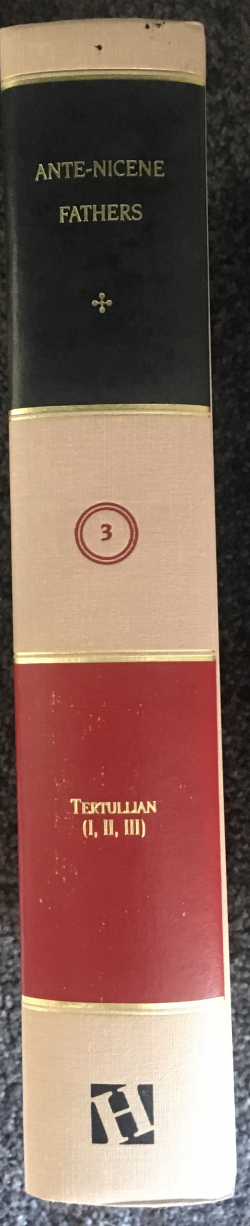 ANTE-NICENE
FATHERS
3
TERTULLIAN
(I, II, III)
H